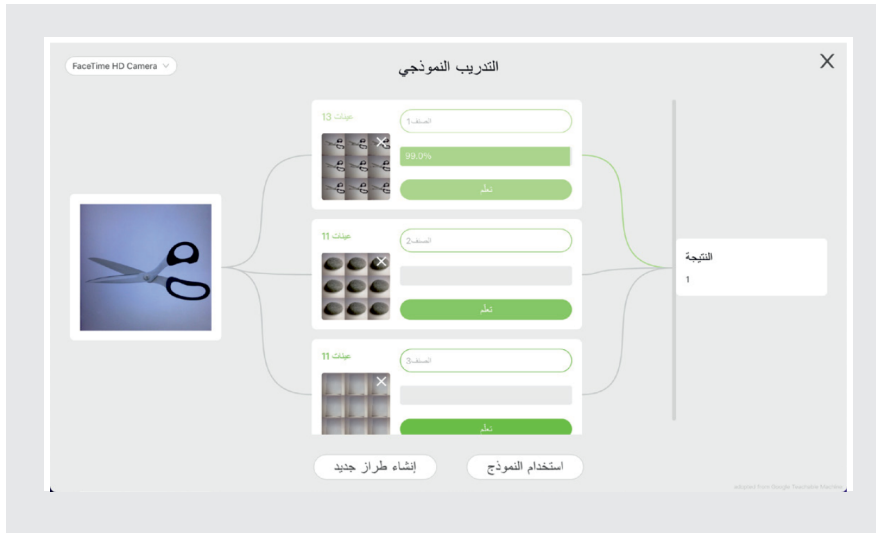 FaceTime HD Camera
التدريب النموذجي
X
13 عينات
الصنف1
99.0%
تعلم
11 عينات
الصنف2
تعلم
11 عينات
الصنف3
تعلم
النتيجة
1
إنشاء طراز جديد
استخدام النموذج
adapted from Google Teachable Machine